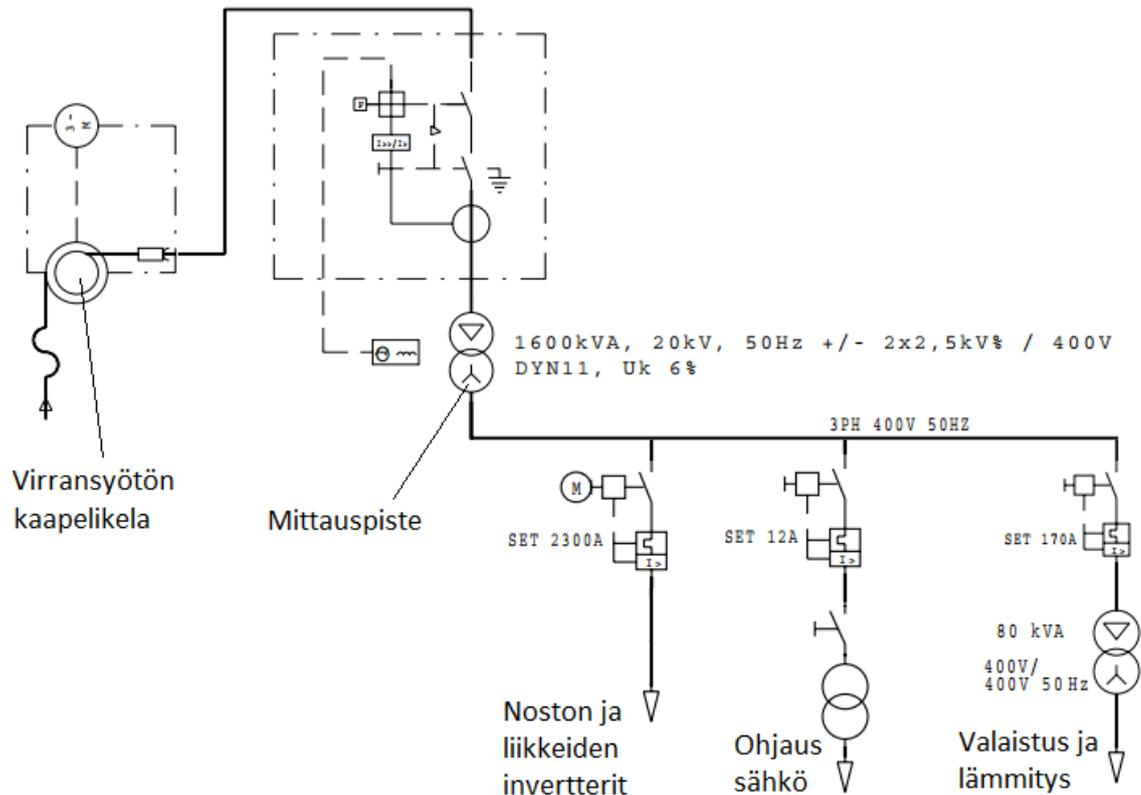 3~
M
F
I>>/I>
1600kVA, 20kV, 50Hz +/- 2x2,5kV% / 400V
DYN11, Uk 6%
3PH 400V 50HZ
Virransyötön
kaapelikela
Mittauspiste
M
SET 2300A
I>
SET 12A
I>
SET 170A
I>
80 kVA
400V/
400V 50Hz
Noston ja
liikkeiden
invertterit
Ohjaus
sähkö
Valaistus ja
lämmitys